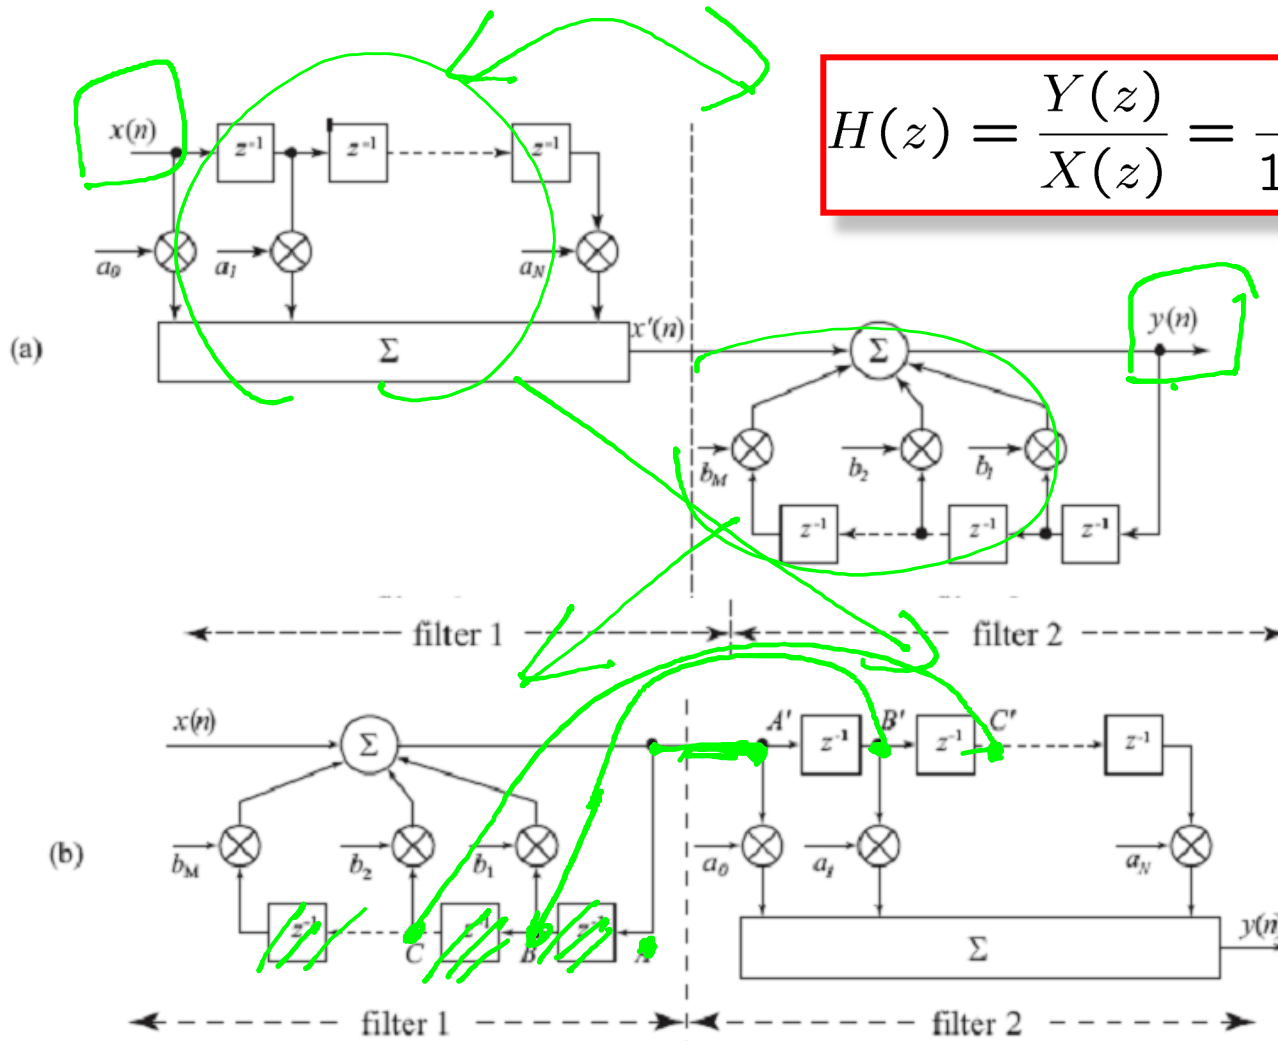 H(z) = Y(z) / X(z) = 1
x(n) z⁻¹ z⁻¹ z⁻¹
a₀ a₁ a_N
(a) Σ x'(n) Σ y(n)
b_M b₂ b₁
z⁻¹ z⁻¹ z⁻¹
filter 1 filter 2
x(n) Σ A' z⁻¹ B' z⁻¹ C' z⁻¹
(b) b_M b₂ b₁ a₀ a₁ a_N
z⁻¹ C z⁻¹ B z⁻¹ A Σ y(n)
filter 1 filter 2